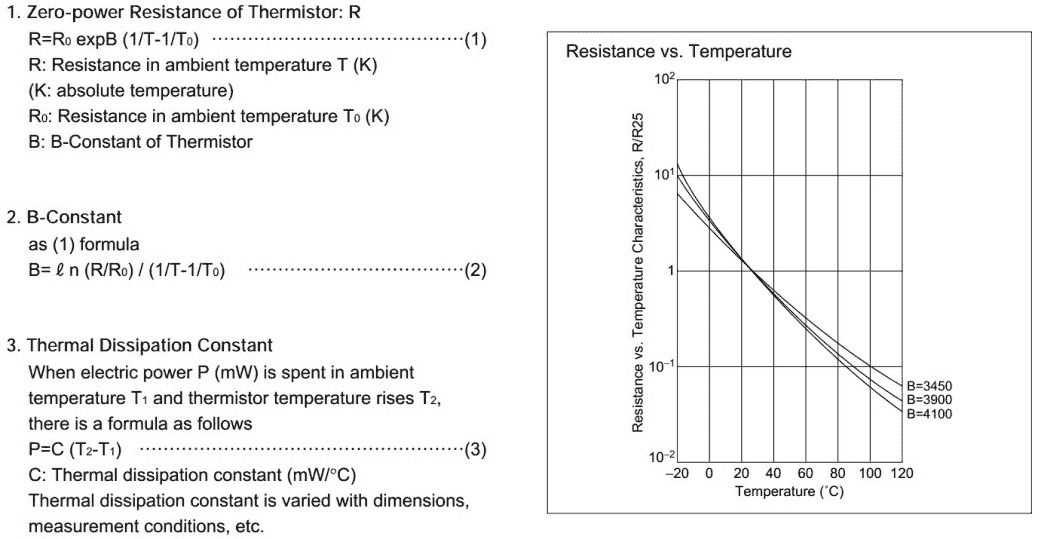 1. Zero-power Resistance of Thermistor: R
R=R₀ expB (1/T-1/T₀) ··········································(1)
R: Resistance in ambient temperature T (K)
(K: absolute temperature)
R₀: Resistance in ambient temperature T₀ (K)
B: B-Constant of Thermistor
2. B-Constant
as (1) formula
B= ℓ n (R/R₀) / (1/T-1/T₀) ····································(2)
3. Thermal Dissipation Constant
When electric power P (mW) is spent in ambient
temperature T₁ and thermistor temperature rises T₂,
there is a formula as follows
P=C (T₂-T₁) ······················································(3)
C: Thermal dissipation constant (mW/°C)
Thermal dissipation constant is varied with dimensions,
measurement conditions, etc.
Resistance vs. Temperature
Resistance vs. Temperature Characteristics, R/R25
10²
10¹
1
10⁻¹
10⁻²
−20 0 20 40 60 80 100 120
Temperature (°C)
B=3450
B=3900
B=4100